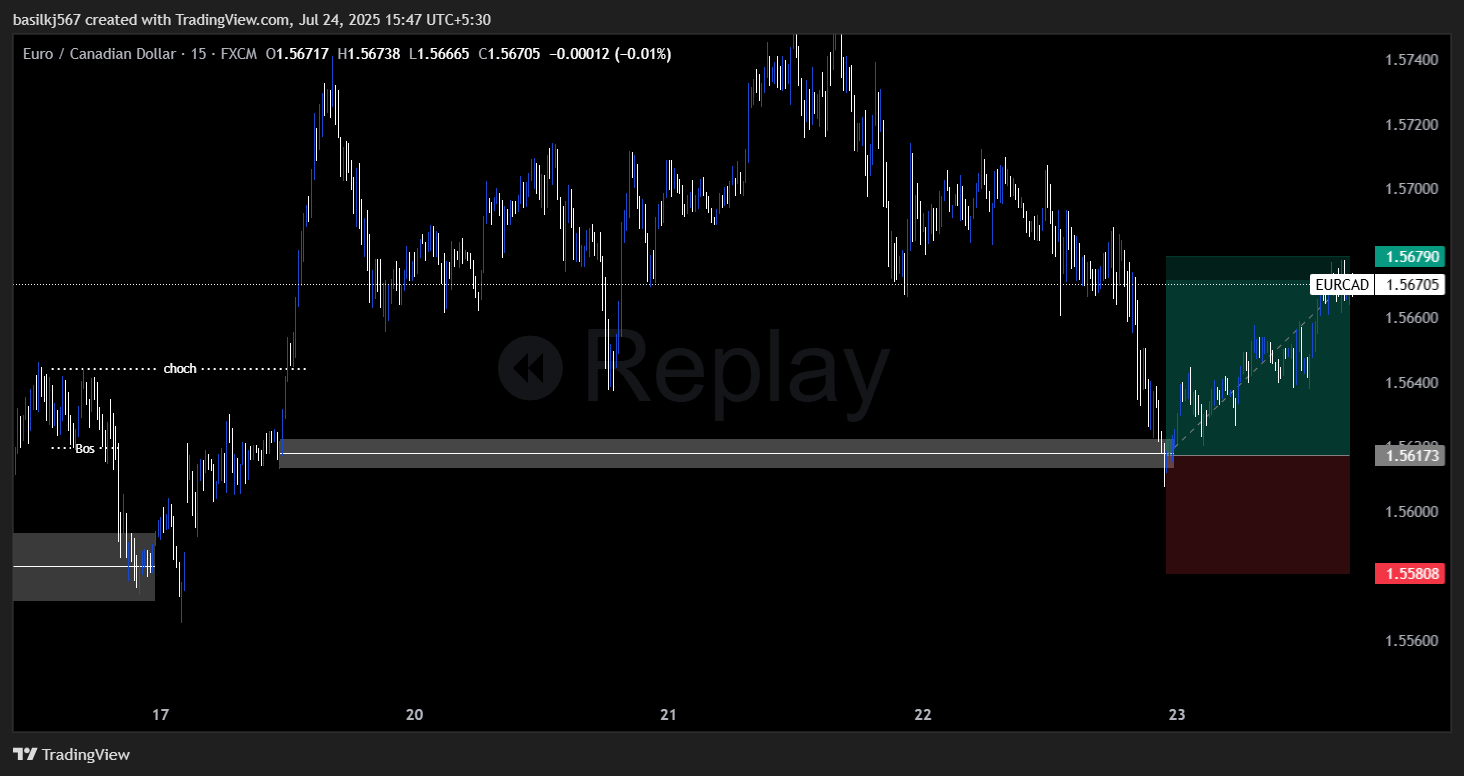 basilkj567 created with TradingView.com, Jul 24, 2025 15:47 UTC+5:30
Euro / Canadian Dollar · 15 · FXCM O1.56717 H1.56738 L1.56665 C1.56705 −0.00012 (−0.01%)
1.57400
1.57200
1.57000
1.56790
EURCAD 1.56705
1.56600
Replay
choch
1.56400
Bos
1.56173
1.56000
1.55808
1.55600
17 20 21 22 23
TradingView